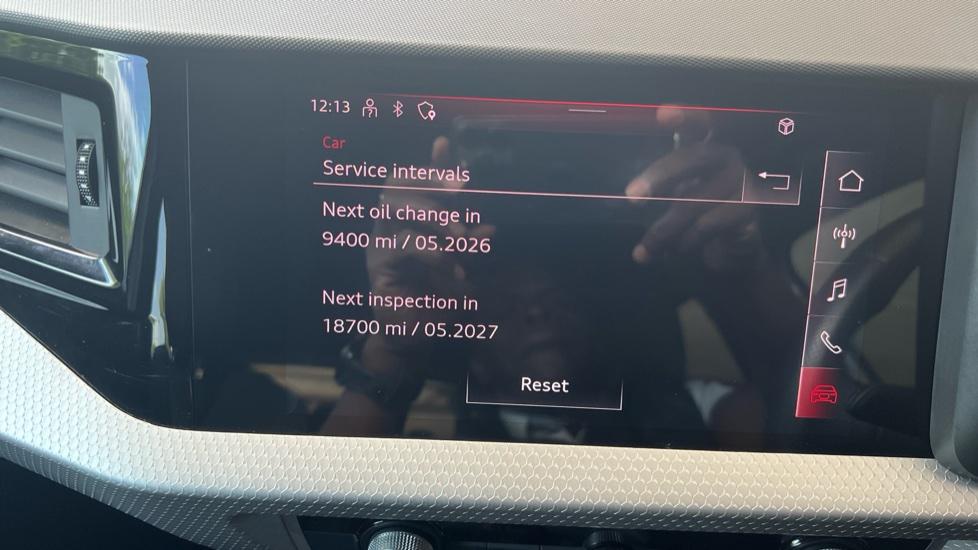 12:13
Car
Service intervals
Next oil change in
9400 mi / 05.2026
Next inspection in
18700 mi / 05.2027
Reset